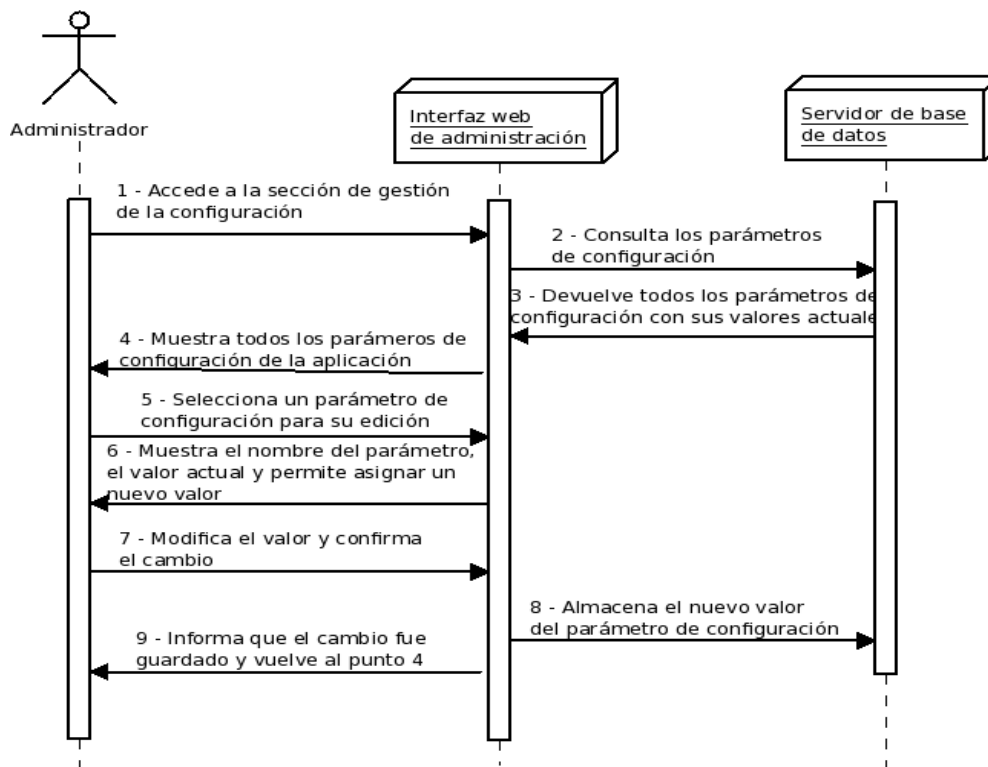 Administrador
Interfaz web
de administración
Servidor de base
de datos
1 - Accede a la sección de gestión
de la configuración
2 - Consulta los parámetros
de configuración
3 - Devuelve todos los parámetros de
configuración con sus valores actuale
4 - Muestra todos los parámeros de
configuración de la aplicación
5 - Selecciona un parámetro de
configuración para su edición
6 - Muestra el nombre del parámetro,
el valor actual y permite asignar un
nuevo valor
7 - Modifica el valor y confirma
el cambio
8 - Almacena el nuevo valor
del parámetro de configuración
9 - Informa que el cambio fue
guardado y vuelve al punto 4